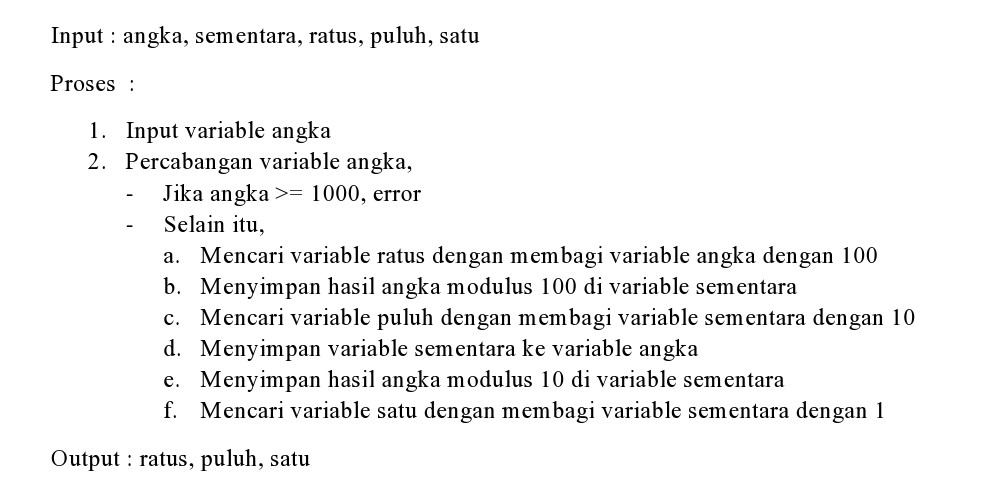 Input : angka, sementara, ratus, puluh, satu
Proses :
1. Input variable angka
2. Percabangan variable angka,
- Jika angka >= 1000, error
- Selain itu,
a. Mencari variable ratus dengan membagi variable angka dengan 100
b. Menyimpan hasil angka modulus 100 di variable sementara
c. Mencari variable puluh dengan membagi variable sementara dengan 10
d. Menyimpan variable sementara ke variable angka
e. Menyimpan hasil angka modulus 10 di variable sementara
f. Mencari variable satu dengan membagi variable sementara dengan 1
Output : ratus, puluh, satu